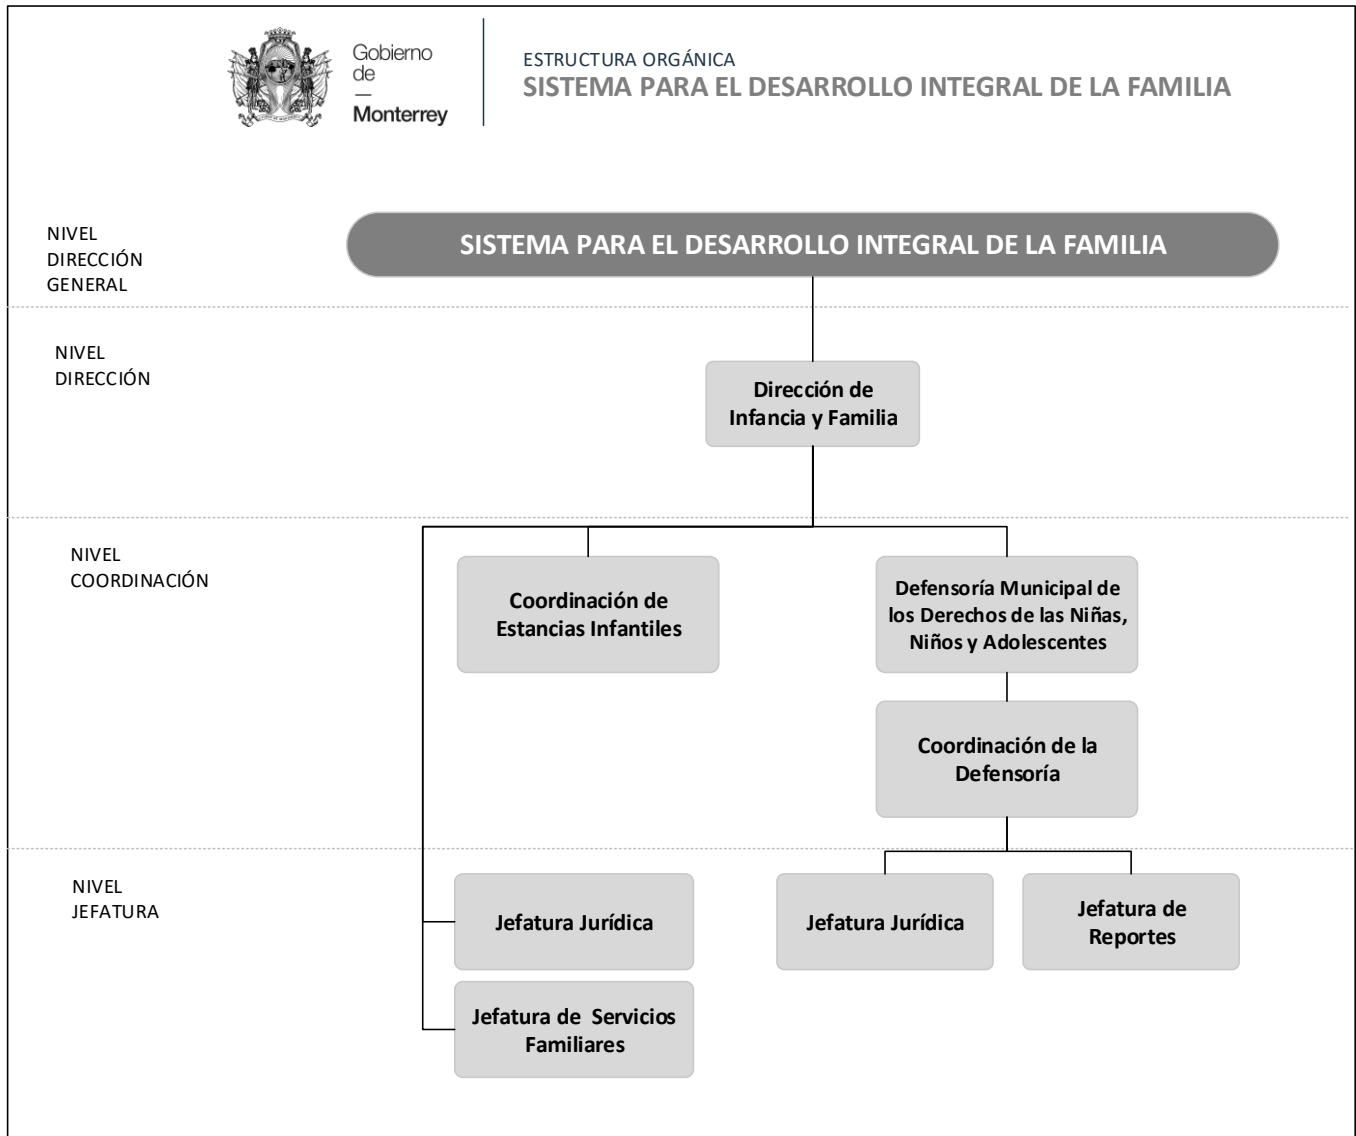 Gobierno
de
—
Monterrey
ESTRUCTURA ORGÁNICA
SISTEMA PARA EL DESARROLLO INTEGRAL DE LA FAMILIA
NIVEL
DIRECCIÓN
GENERAL
SISTEMA PARA EL DESARROLLO INTEGRAL DE LA FAMILIA
NIVEL
DIRECCIÓN
Dirección de
Infancia y Familia
NIVEL
COORDINACIÓN
Coordinación de
Estancias Infantiles
Defensoría Municipal de
los Derechos de las Niñas,
Niños y Adolescentes
Coordinación de la
Defensoría
NIVEL
JEFATURA
Jefatura Jurídica
Jefatura Jurídica
Jefatura de
Reportes
Jefatura de Servicios
Familiares